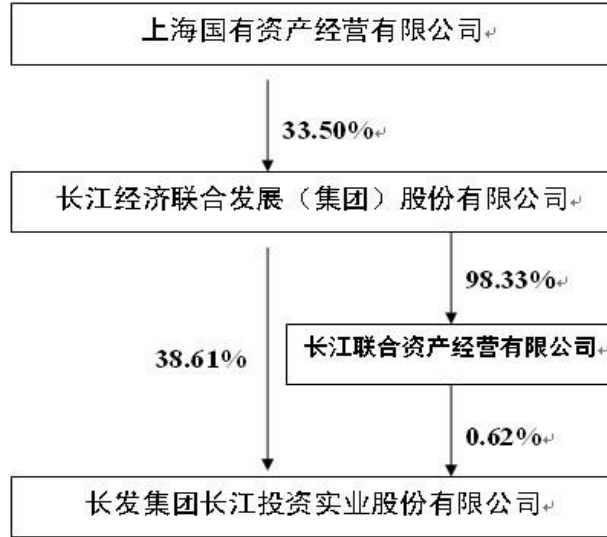 上海国有资产经营有限公司
33.50%
长江经济联合发展（集团）股份有限公司
98.33%
长江联合资产经营有限公司
38.61%
0.62%
长发集团长江投资实业股份有限公司